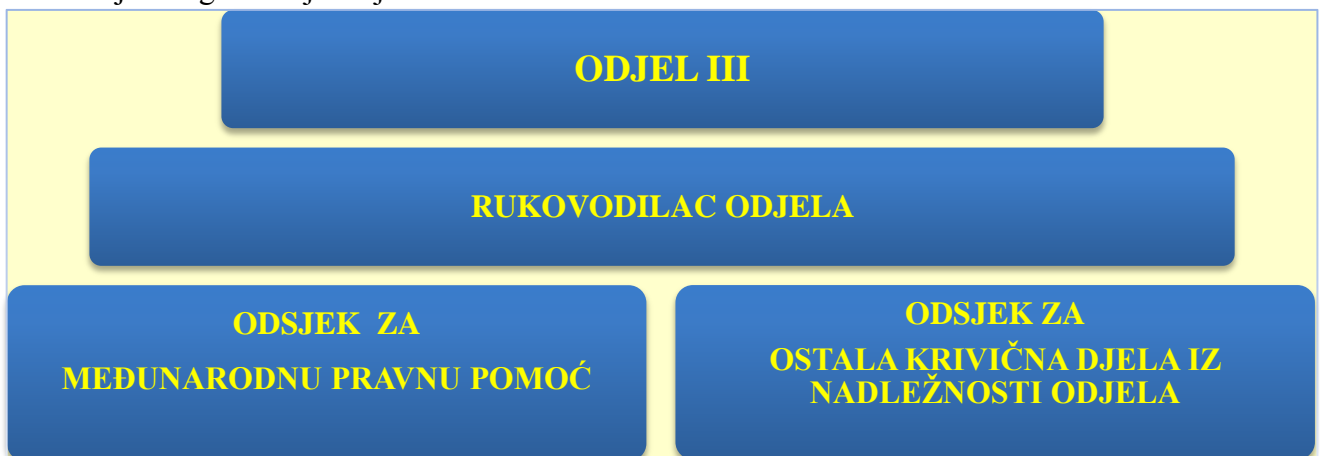 ODJEL III
RUKOVODILAC ODJELA
ODSJEK ZA
MEĐUNARODNU PRAVNU POMOĆ
ODSJEK ZA
OSTALA KRIVIČNA DJELA IZ
NADLEŽNOSTI ODJELA